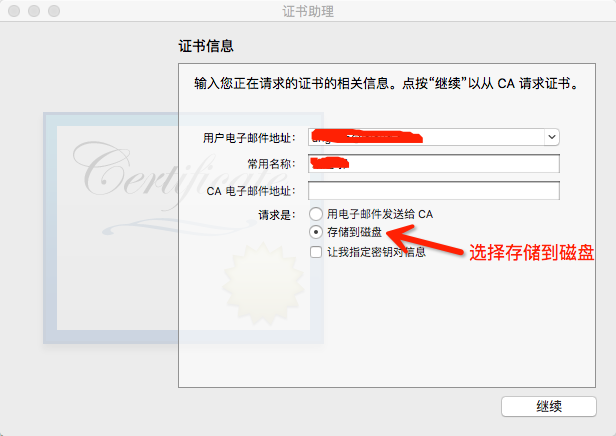 证书助理
证书信息
输入您正在请求的证书的相关信息。点按“继续”以从 CA 请求证书。
Certificate
用户电子邮件地址：
常用名称：
CA 电子邮件地址：
请求是：
用电子邮件发送给 CA
存储到磁盘
让我指定密钥对信息
选择存储到磁盘
继续